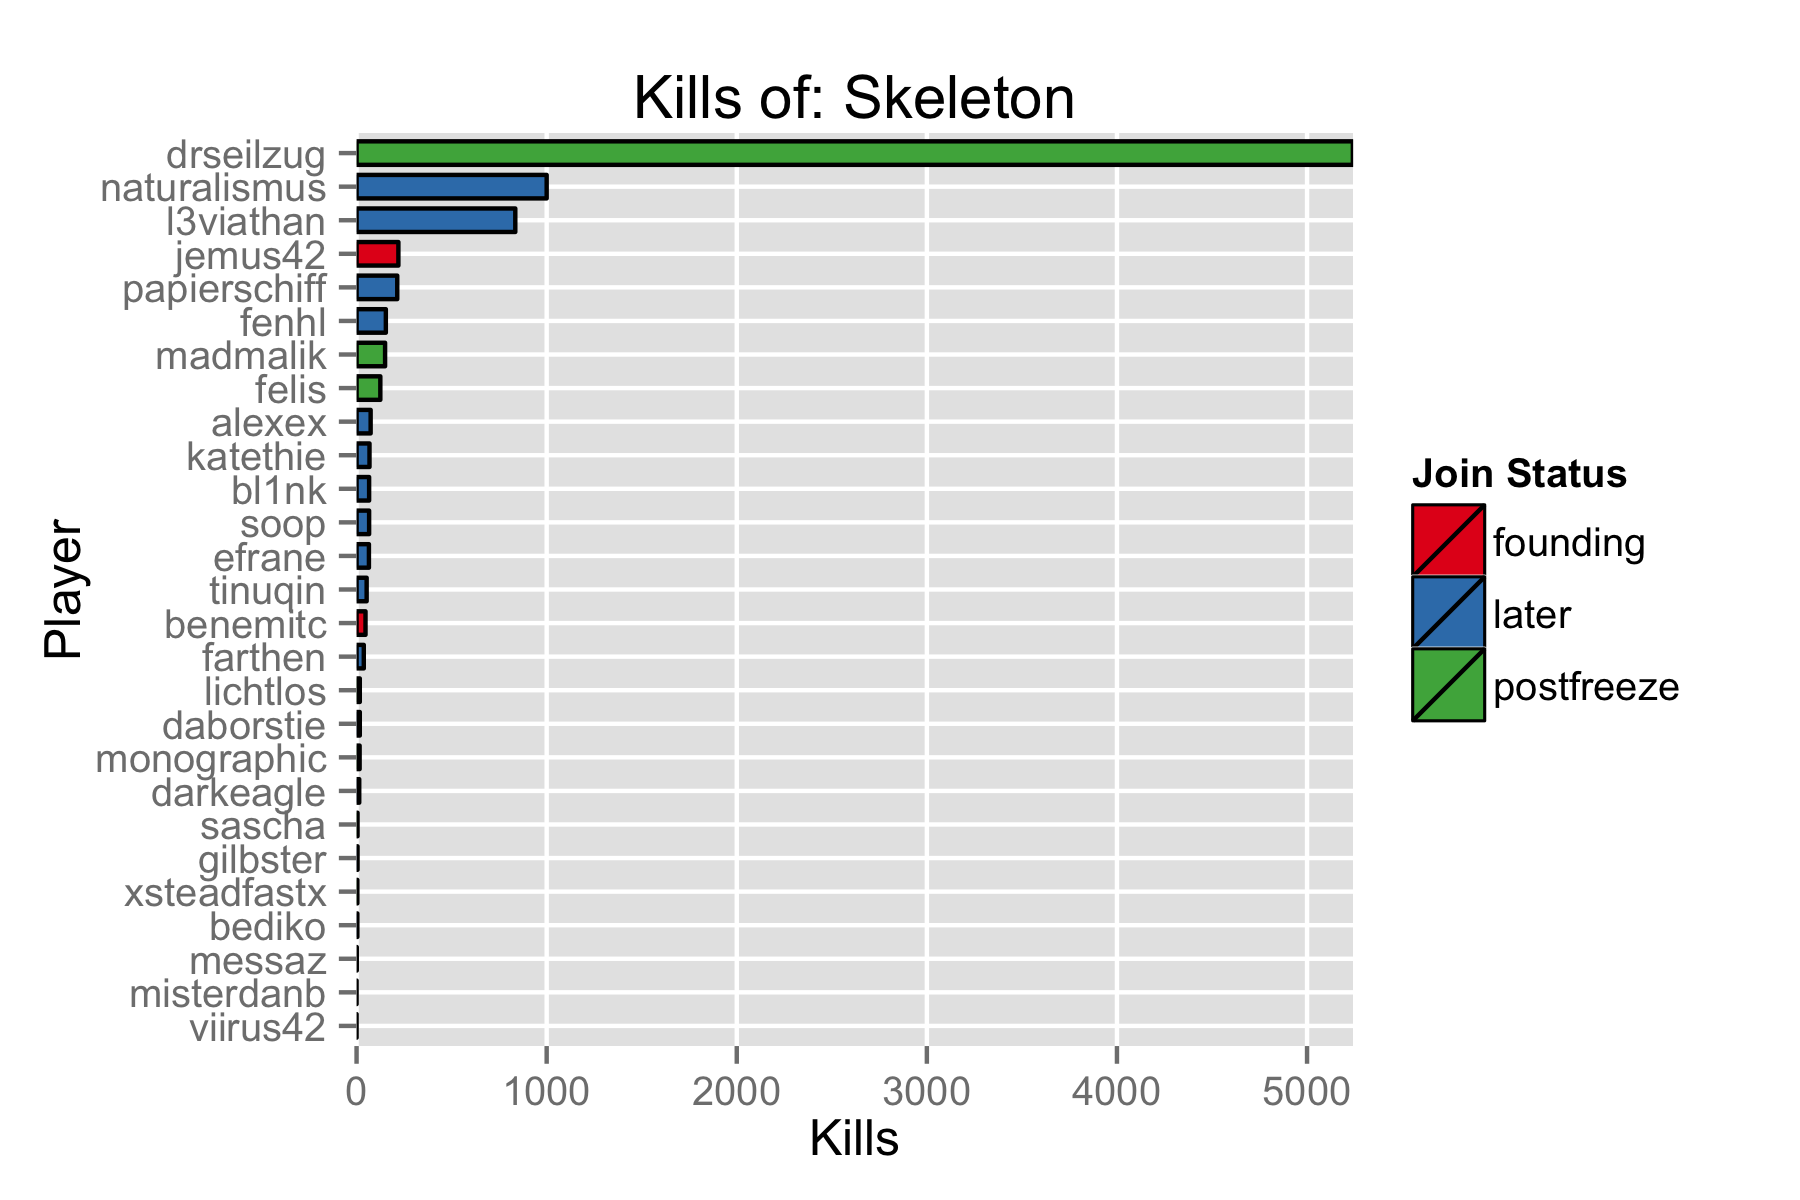 Kills of: Skeleton
drseilzug
naturalismus
l3viathan
jemus42
papierschiff
fenhl
madmalik
felis
alexex
katethie
bl1nk
soop
efrane
tinuqin
benemitc
farthen
lichtlos
daborstie
monographic
darkeagle
sascha
gilbster
xsteadfastx
bediko
messaz
misterdanb
viirus42
Player
0 1000 2000 3000 4000 5000
Kills
Join Status
founding
later
postfreeze